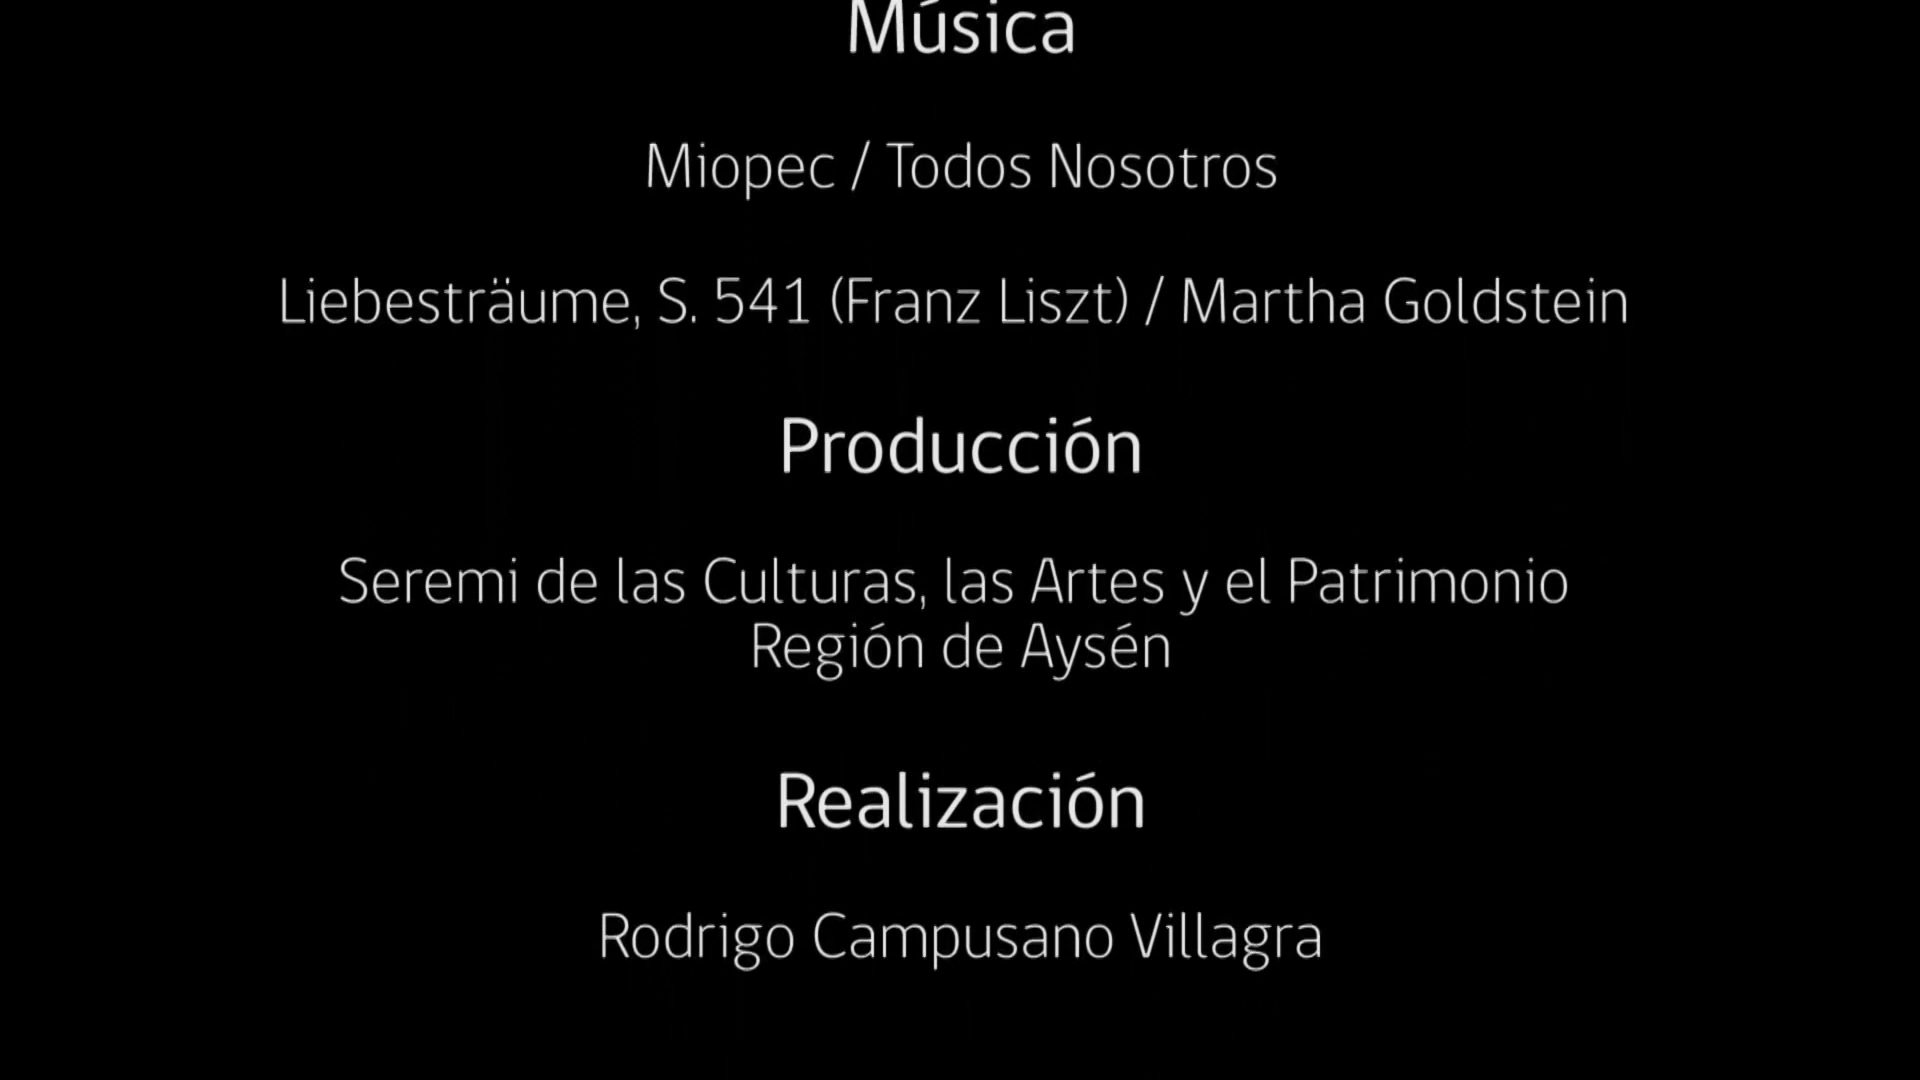 Música
Miopec / Todos Nosotros
Liebesträume, S. 541 (Franz Liszt) / Martha Goldstein
Producción
Seremi de las Culturas, las Artes y el Patrimonio
Región de Aysén
Realización
Rodrigo Campusano Villagra